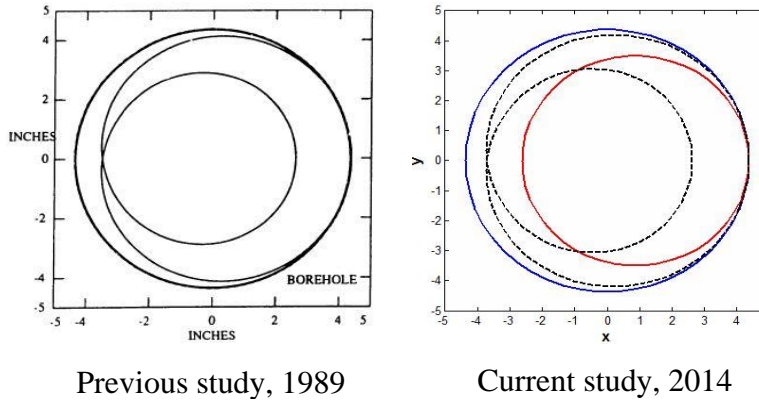 5
4
2
INCHES
0
-2
-4
-5
BOREHOLE
-5 -4 -2 0 2 4 5
INCHES
5
4
3
2
1
y
0
-1
-2
-3
-4
-5
-5 -4 -3 -2 -1 0 1 2 3 4
x
Previous study, 1989
Current study, 2014